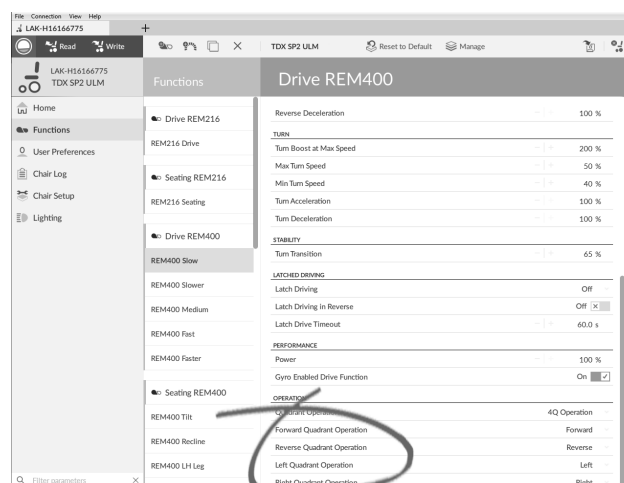 File Connection View Help
LAK-H16166775
Read Write TDX SP2 ULM Reset to Default Manage
LAK-H16166775
TDX SP2 ULM
Home
Functions
User Preferences
Chair Log
Chair Setup
Lighting
Filter parameters
Functions
Drive REM216
REM216 Drive
Seating REM216
REM216 Seating
Drive REM400
REM400 Slow
REM400 Slower
REM400 Medium
REM400 Fast
REM400 Faster
Seating REM400
REM400 Tilt
REM400 Recline
REM400 LH Leg
Drive REM400
Reverse Deceleration 100 %
TURN
Turn Boost at Max Speed 200 %
Max Turn Speed 50 %
Min Turn Speed 40 %
Turn Acceleration 100 %
Turn Deceleration 100 %
STABILITY
Turn Transition 65 %
LATCHED DRIVING
Latch Driving Off
Latch Driving in Reverse Off
Latch Drive Timeout 60.0 s
PERFORMANCE
Power 100 %
Gyro Enabled Drive Function On
OPERATION
Quadrant Operation 4Q Operation
Forward Quadrant Operation Forward
Reverse Quadrant Operation Reverse
Left Quadrant Operation Left
Right Quadrant Operation Right